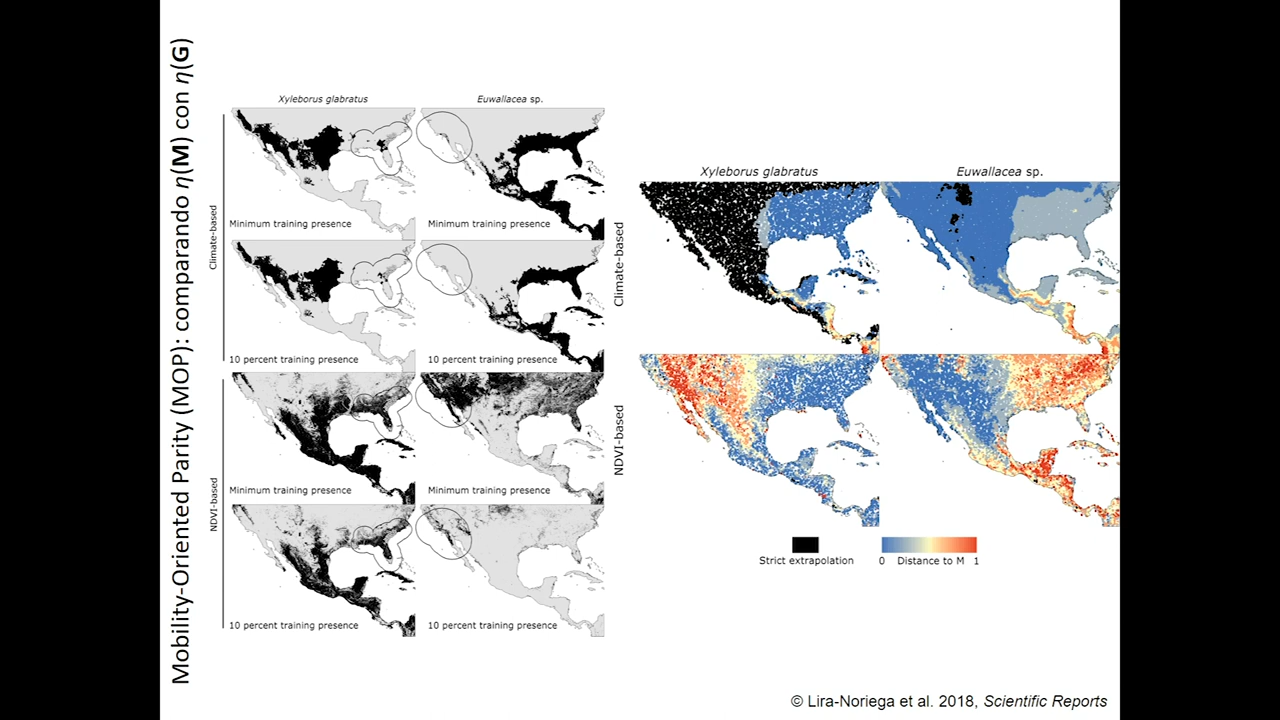 Mobility-Oriented Parity (MOP): comparando η(M) con η(G)
Xyleborus glabratus
Euwallacea sp.
Climate-based
Minimum training presence
Minimum training presence
10 percent training presence
10 percent training presence
NDVI-based
Minimum training presence
Minimum training presence
10 percent training presence
10 percent training presence
Xyleborus glabratus
Euwallacea sp.
Climate-based
NDVI-based
Strict extrapolation
0 Distance to M 1
© Lira-Noriega et al. 2018, Scientific Reports